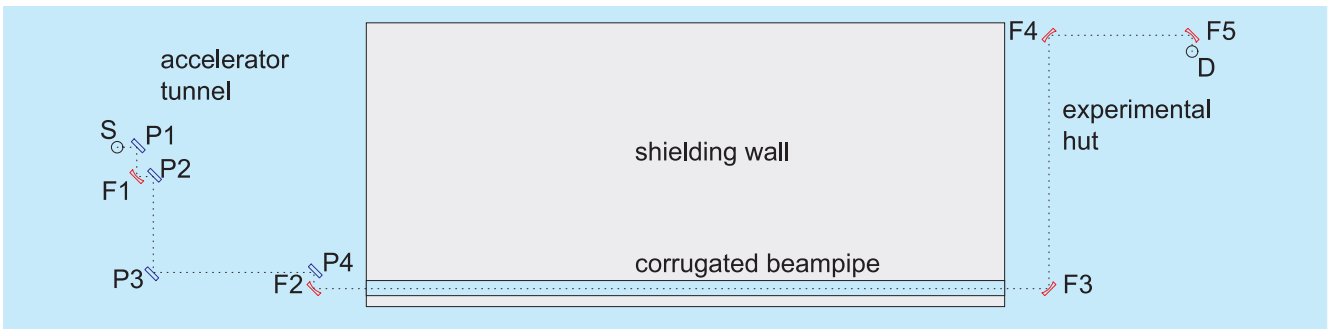 accelerator
tunnel
S
P1
P2
F1
P3
P4
F2
shielding wall
corrugated beampipe
F4
F5
D
experimental
hut
F3